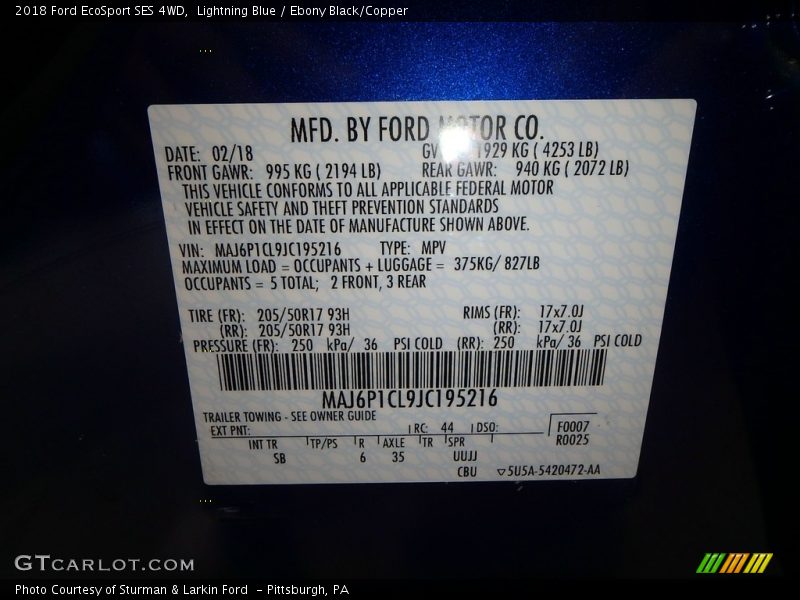 2018 Ford EcoSport SES 4WD,  Lightning Blue / Ebony Black/Copper
MFD. BY FORD MOTOR CO.
DATE: 02/18 GV 1929 KG ( 4253 LB)
FRONT GAWR: 995 KG ( 2194 LB) REAR GAWR: 940 KG ( 2072 LB)
THIS VEHICLE CONFORMS TO ALL APPLICABLE FEDERAL MOTOR
VEHICLE SAFETY AND THEFT PREVENTION STANDARDS
IN EFFECT ON THE DATE OF MANUFACTURE SHOWN ABOVE.
VIN: MAJ6P1CL9JC195216 TYPE: MPV
MAXIMUM LOAD = OCCUPANTS + LUGGAGE = 375KG/ 827LB
OCCUPANTS = 5 TOTAL; 2 FRONT, 3 REAR
TIRE (FR): 205/50R17 93H RIMS (FR): 17x7.0J
(RR): 205/50R17 93H (RR): 17x7.0J
PRESSURE (FR): 250 kPa/ 36 PSI COLD (RR): 250 kPa/ 36 PSI COLD
MAJ6P1CL9JC195216
TRAILER TOWING - SEE OWNER GUIDE
EXT PNT: RC: 44 DSO: F0007
R0025
INT TR TP/PS R AXLE TR SPR
SB 6 35 UUJJ
CBU ▽5U5A-5420472-AA
GTCARLOT.COM
Photo Courtesy of Sturman & Larkin Ford  - Pittsburgh, PA